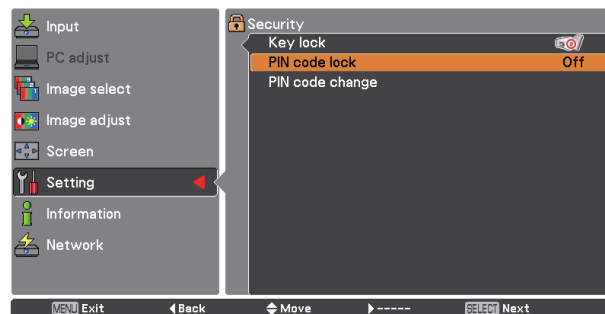 Input
PC adjust
Image select
Image adjust
Screen
Setting
Information
Network
Security
Key lock
PIN code lock Off
PIN code change
MENU Exit Back Move ----- SELECT Next